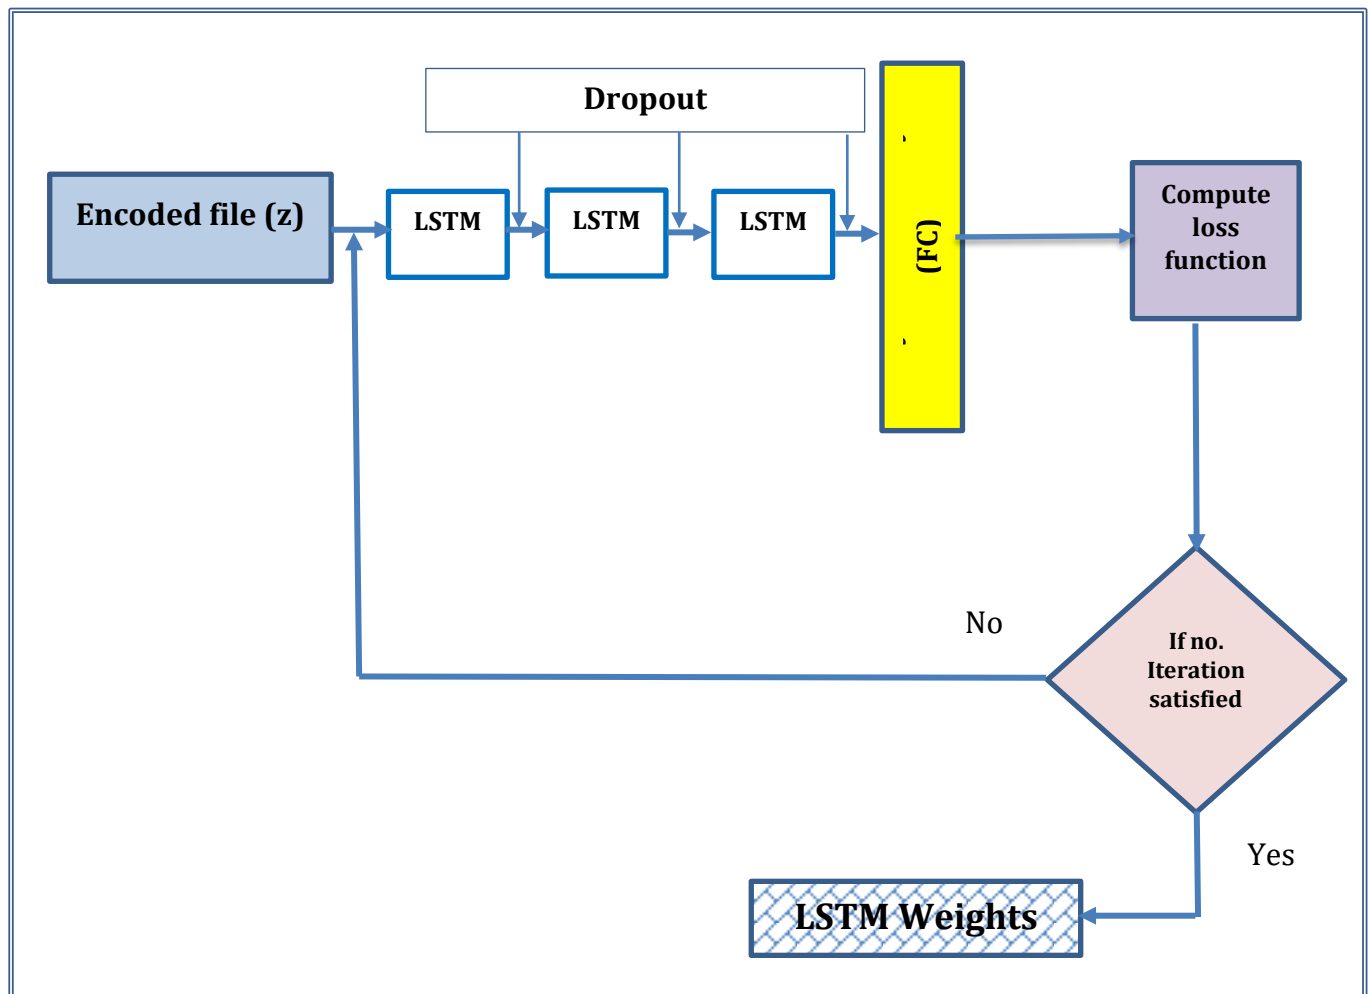 Dropout
Encoded file (z)
LSTM
LSTM
LSTM
(FC)
Compute
loss
function
No
If no.
Iteration
satisfied
Yes
LSTM Weights